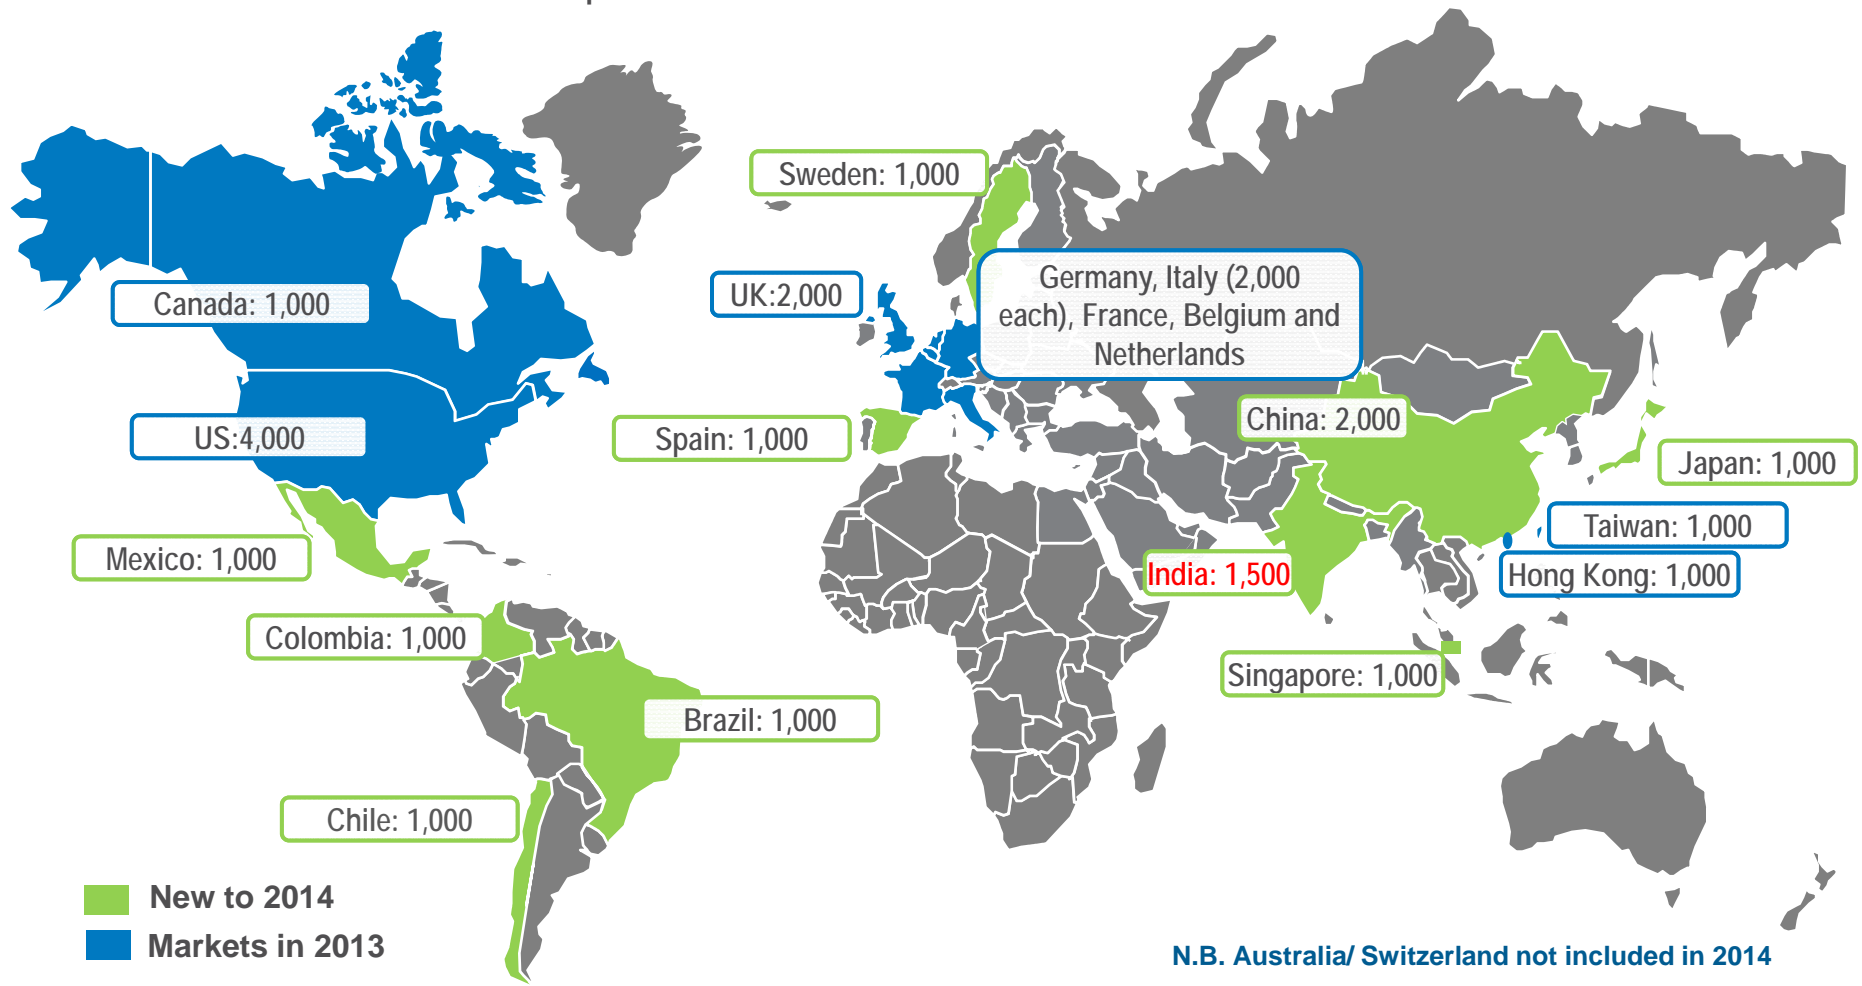 Sweden: 1,000
Germany, Italy (2,000
each), France, Belgium and
Netherlands
Canada: 1,000
UK:2,000
US:4,000
Spain: 1,000
China: 2,000
Japan: 1,000
Mexico: 1,000
Taiwan: 1,000
India: 1,500
Hong Kong: 1,000
Colombia: 1,000
Singapore: 1,000
Brazil: 1,000
Chile: 1,000
New to 2014
Markets in 2013
N.B. Australia/ Switzerland not included in 2014